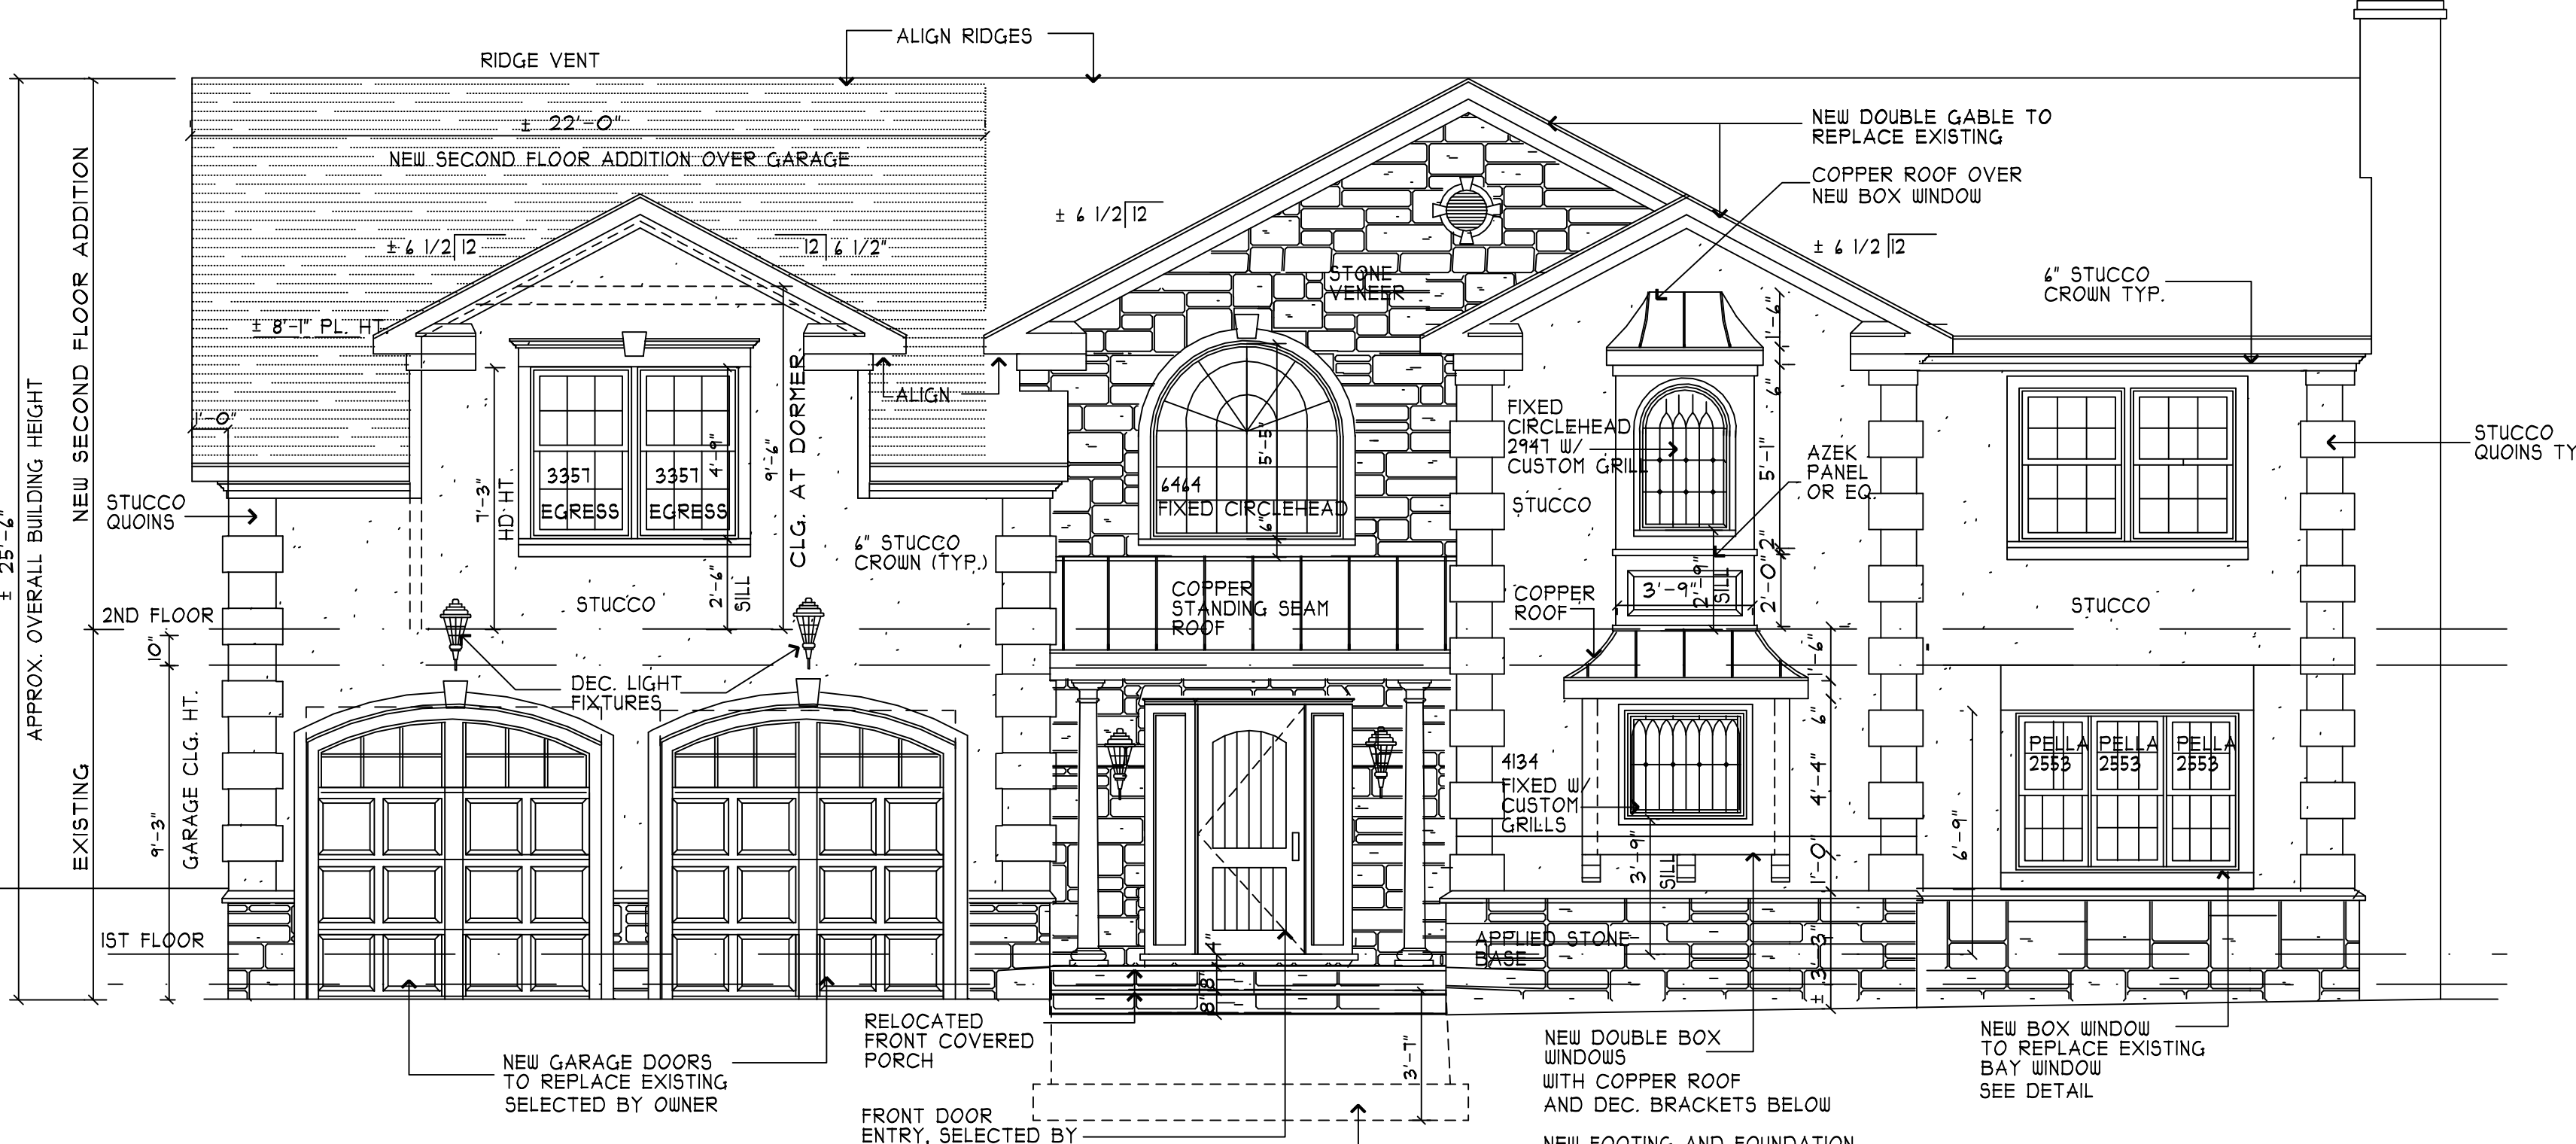 ALIGN RIDGES
RIDGE VENT
± 22'-0"
NEW SECOND FLOOR ADDITION OVER GARAGE
NEW DOUBLE GABLE TO
REPLACE EXISTING
COPPER ROOF OVER
NEW BOX WINDOW
± 6 1/2 12
12 6 1/2"
± 6 1/2 12
± 6 1/2 12
STONE
VENEER
6" STUCCO
CROWN TYP.
± 8'-1" PL. HT.
ALIGN
1'-0"
± 25'-6"
APPROX. OVERALL BUILDING HEIGHT
NEW SECOND FLOOR ADDITION
EXISTING
STUCCO
QUOINS
7'-3"
HD HT
3357
EGRESS
3357
EGRESS
4'-9"
9'-6"
CLG. AT DORMER
2'-6"
SILL
STUCCO
6" STUCCO
CROWN (TYP.)
5'-5"
6464
FIXED CIRCLEHEAD
6"
COPPER
STANDING SEAM
ROOF
FIXED
CIRCLEHEAD
2947 W/
CUSTOM GRILL
STUCCO
1'-6"
6"
5'-1"
AZEK
PANEL
OR EQ.
2"
2'-0"
3'-9"
2'-9"
SILL
COPPER
ROOF
STUCCO
QUOINS TY
STUCCO
2ND FLOOR
10"
9'-3"
GARAGE CLG. HT.
DEC. LIGHT
FIXTURES
1'-6"
6"
4'-4"
1'-0"
± 3'-3"
4134
FIXED W/
CUSTOM
GRILLS
3'-9"
SILL
PELLA
2553
PELLA
2553
PELLA
2553
6'-9"
1ST FLOOR
APPLIED STONE
BASE
4"
8"
8"
RELOCATED
FRONT COVERED
PORCH
NEW GARAGE DOORS
TO REPLACE EXISTING
SELECTED BY OWNER
FRONT DOOR
ENTRY, SELECTED BY
3'-7"
NEW DOUBLE BOX
WINDOWS
WITH COPPER ROOF
AND DEC. BRACKETS BELOW
NEW FOOTING AND FOUNDATION
NEW BOX WINDOW
TO REPLACE EXISTING
BAY WINDOW
SEE DETAIL